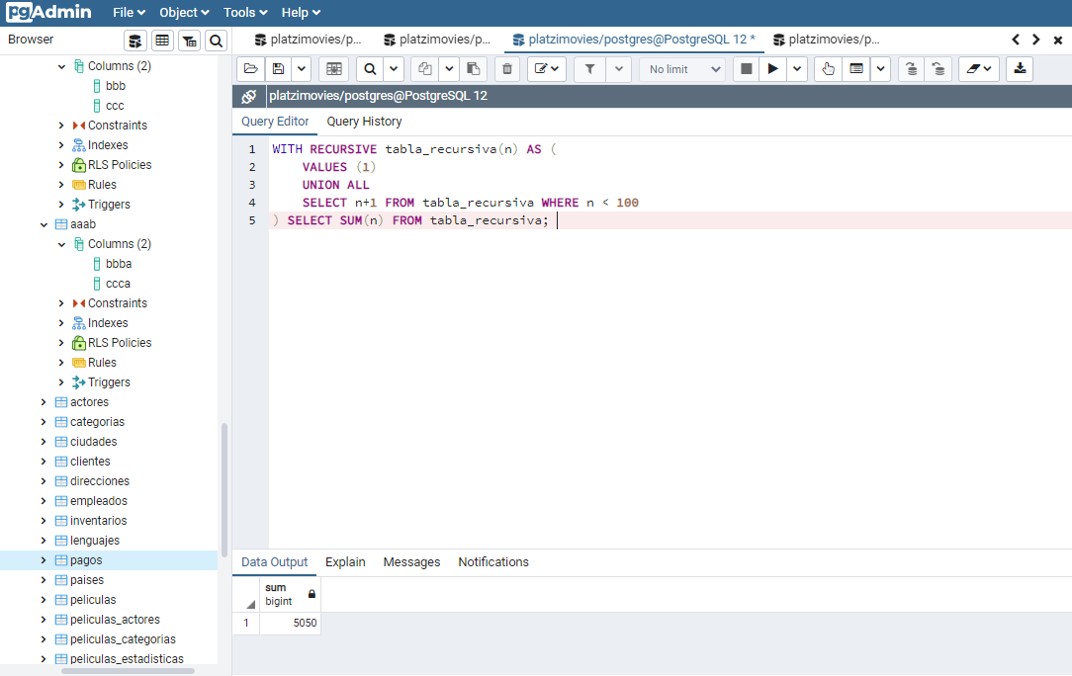 pgAdmin File Object Tools Help
Browser
platzimovies/p...
platzimovies/p...
platzimovies/postgres@PostgreSQL 12 *
platzimovies/p...
No limit
platzimovies/postgres@PostgreSQL 12
Query Editor Query History
Columns (2)
bbb
ccc
Constraints
Indexes
RLS Policies
Rules
Triggers
aaab
Columns (2)
bbba
ccca
Constraints
Indexes
RLS Policies
Rules
Triggers
actores
categorias
ciudades
clientes
direcciones
empleados
inventarios
lenguajes
pagos
paises
peliculas
peliculas_actores
peliculas_categorias
peliculas_estadisticas
1 WITH RECURSIVE tabla_recursiva(n) AS (
2 VALUES (1)
3 UNION ALL
4 SELECT n+1 FROM tabla_recursiva WHERE n < 100
5 ) SELECT SUM(n) FROM tabla_recursiva;
Data Output Explain Messages Notifications
sum
bigint
1 5050